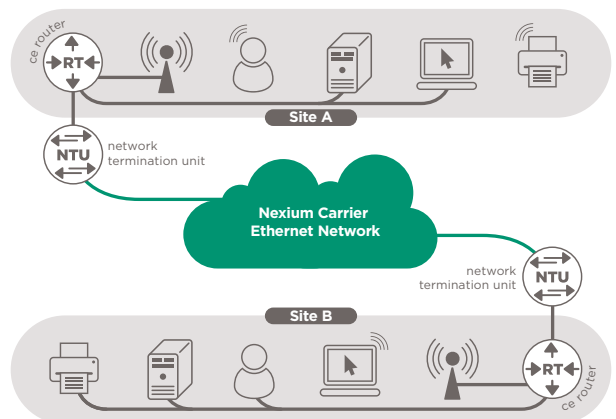 ce router
RT
Site A
NTU
network
termination unit
Nexium Carrier
Ethernet Network
network
termination unit
NTU
Site B
RT
ce router